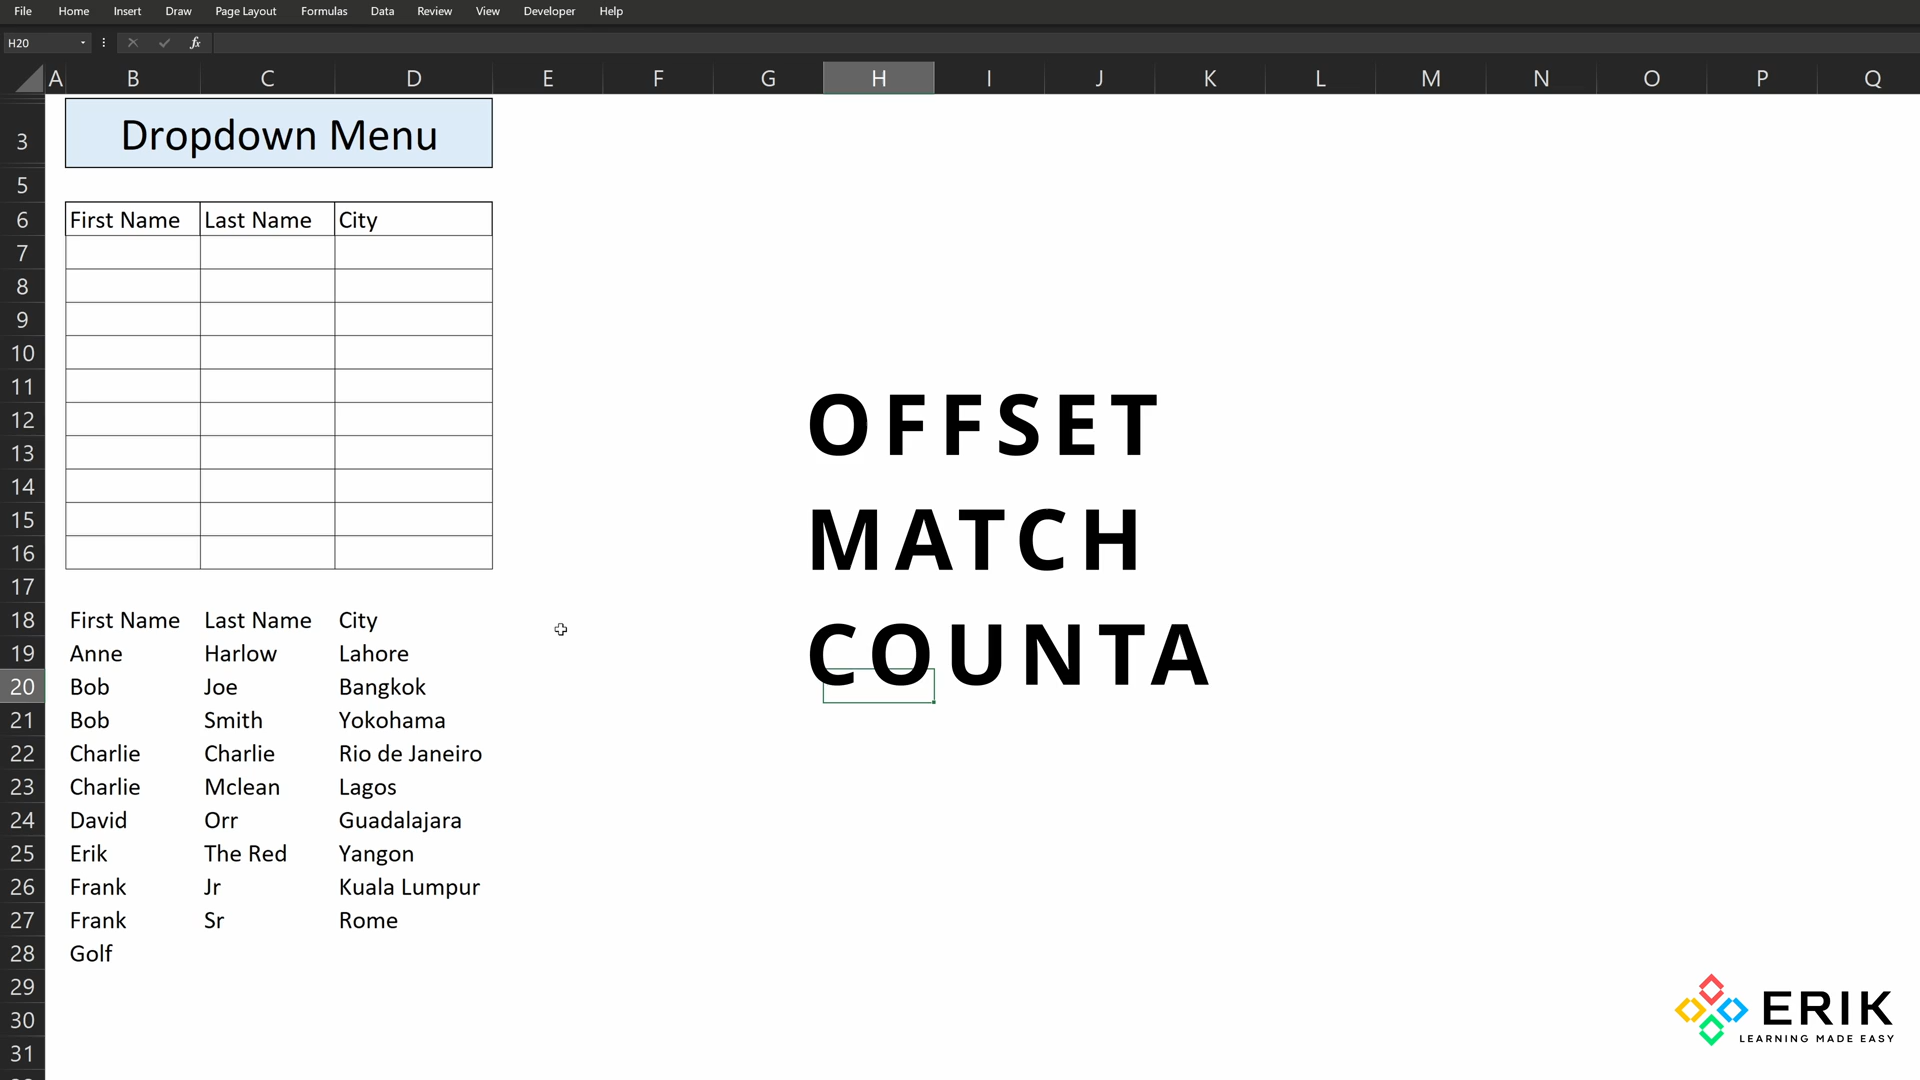 File Home Insert Draw Page Layout Formulas Data Review View Developer Help
H20 fx
A B C D E F G H I J K L M N O P Q
3 Dropdown Menu
5
6 First Name Last Name City
7
8
9
10
11
12
13
14
15
16
17
18 First Name Last Name City
19 Anne Harlow Lahore
20 Bob Joe Bangkok
21 Bob Smith Yokohama
22 Charlie Charlie Rio de Janeiro
23 Charlie Mclean Lagos
24 David Orr Guadalajara
25 Erik The Red Yangon
26 Frank Jr Kuala Lumpur
27 Frank Sr Rome
28 Golf
29
30
31
OFFSET
MATCH
COUNTA
ERIK
LEARNING MADE EASY